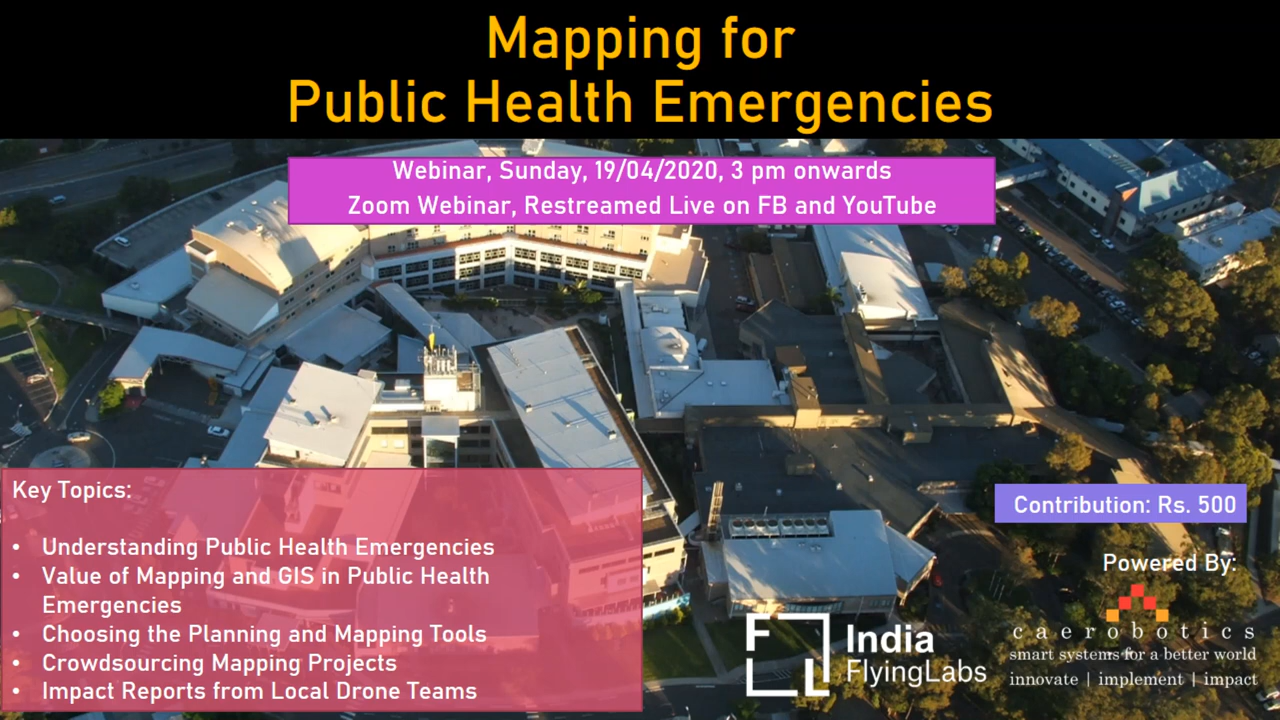 Mapping for
Public Health Emergencies
Webinar, Sunday, 19/04/2020, 3 pm onwards
Zoom Webinar, Restreamed Live on FB and YouTube
Key Topics:
• Understanding Public Health Emergencies
• Value of Mapping and GIS in Public Health
Emergencies
• Choosing the Planning and Mapping Tools
• Crowdsourcing Mapping Projects
• Impact Reports from Local Drone Teams
Contribution: Rs. 500
Powered By:
F L
India
FlyingLabs
caerobotics
smart systems for a better world
innovate | implement | impact